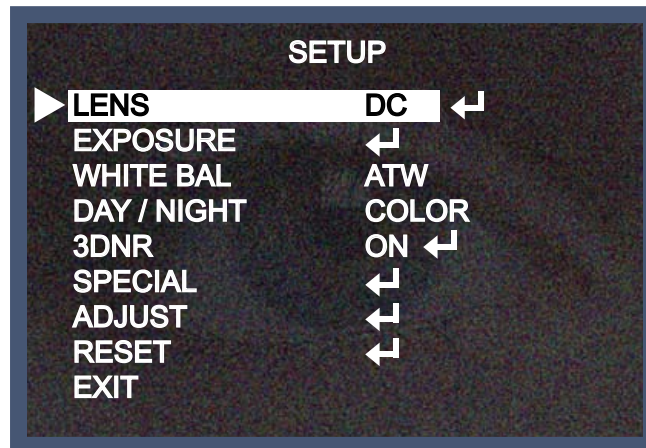 SETUP
LENS DC ↵
EXPOSURE ↵
WHITE BAL ATW
DAY / NIGHT COLOR
3DNR ON ↵
SPECIAL ↵
ADJUST ↵
RESET ↵
EXIT